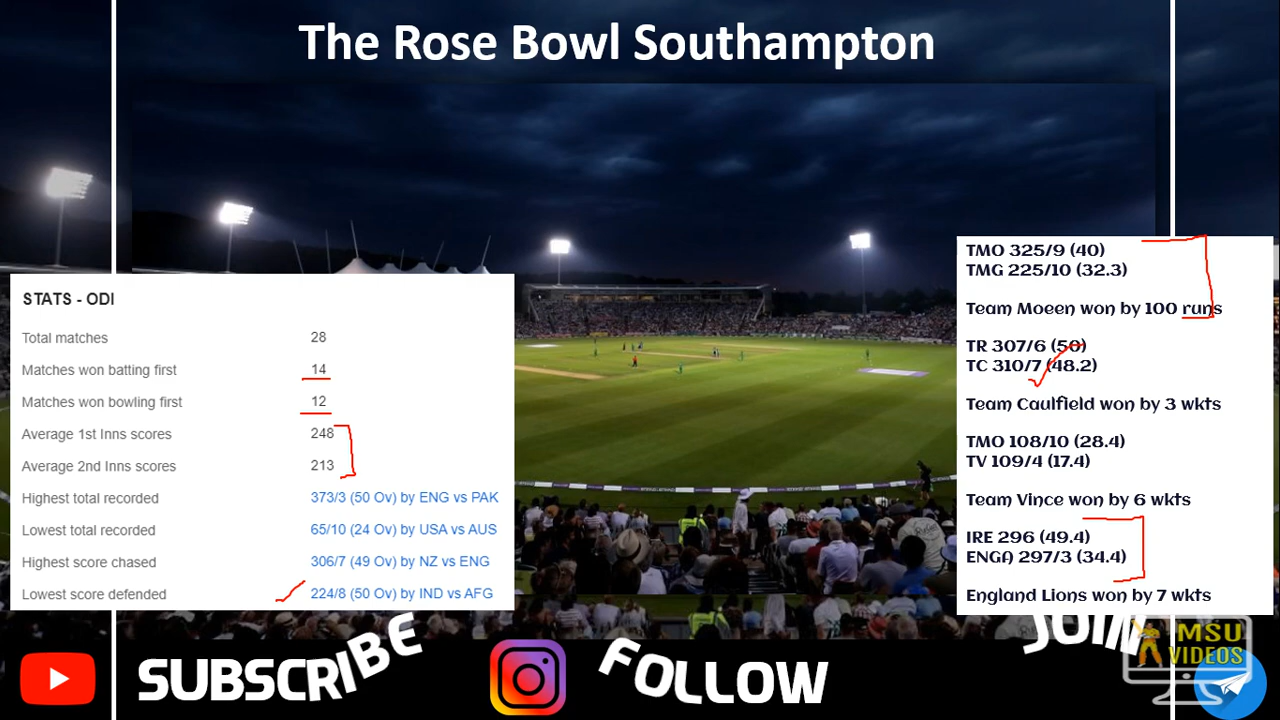 The Rose Bowl Southampton
STATS - ODI
Total matches 28
Matches won batting first 14
Matches won bowling first 12
Average 1st Inns scores 248
Average 2nd Inns scores 213
Highest total recorded 373/3 (50 Ov) by ENG vs PAK
Lowest total recorded 65/10 (24 Ov) by USA vs AUS
Highest score chased 306/7 (49 Ov) by NZ vs ENG
Lowest score defended 224/8 (50 Ov) by IND vs AFG
TMO 325/9 (40)
TMG 225/10 (32.3)
Team Moeen won by 100 runs
TR 307/6 (50)
TC 310/7 (48.2)
Team Caulfield won by 3 wkts
TMO 108/10 (28.4)
TV 109/4 (17.4)
Team Vince won by 6 wkts
IRE 296 (49.4)
ENGA 297/3 (34.4)
England Lions won by 7 wkts
SUBSCRIBE
FOLLOW
JOIN
MSU
VIDEOS